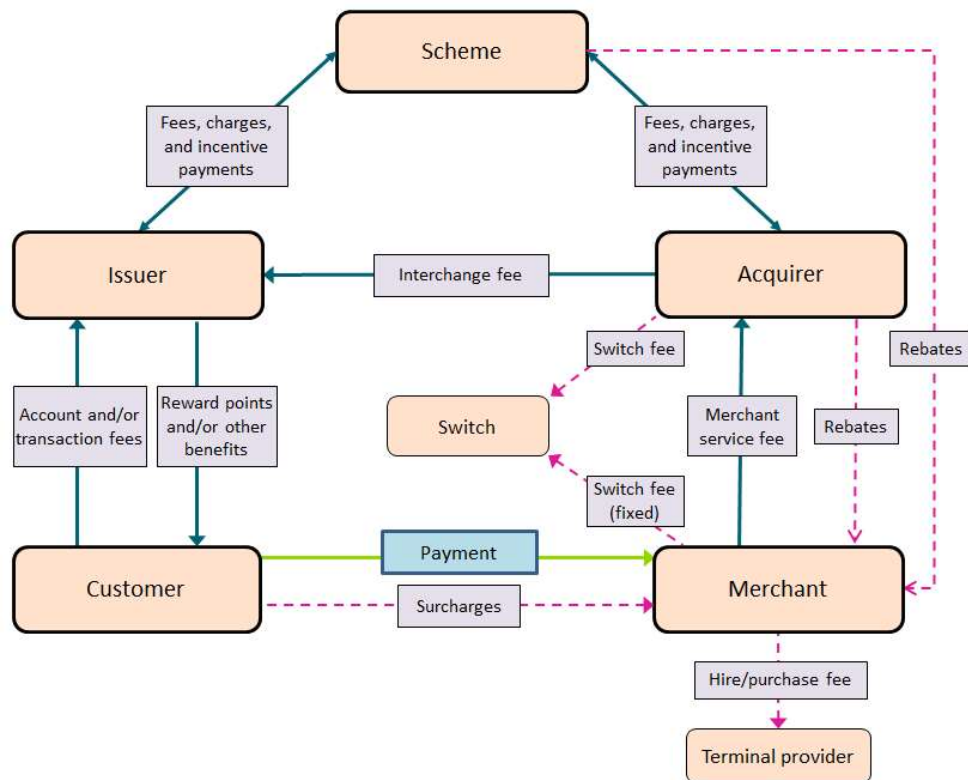 Scheme
Fees, charges,
and incentive
payments
Fees, charges,
and incentive
payments
Issuer
Interchange fee
Acquirer
Switch fee
Rebates
Account and/or
transaction fees
Reward points
and/or other
benefits
Switch
Merchant
service fee
Rebates
Switch fee
(fixed)
Payment
Customer
Merchant
Surcharges
Hire/purchase fee
Terminal provider